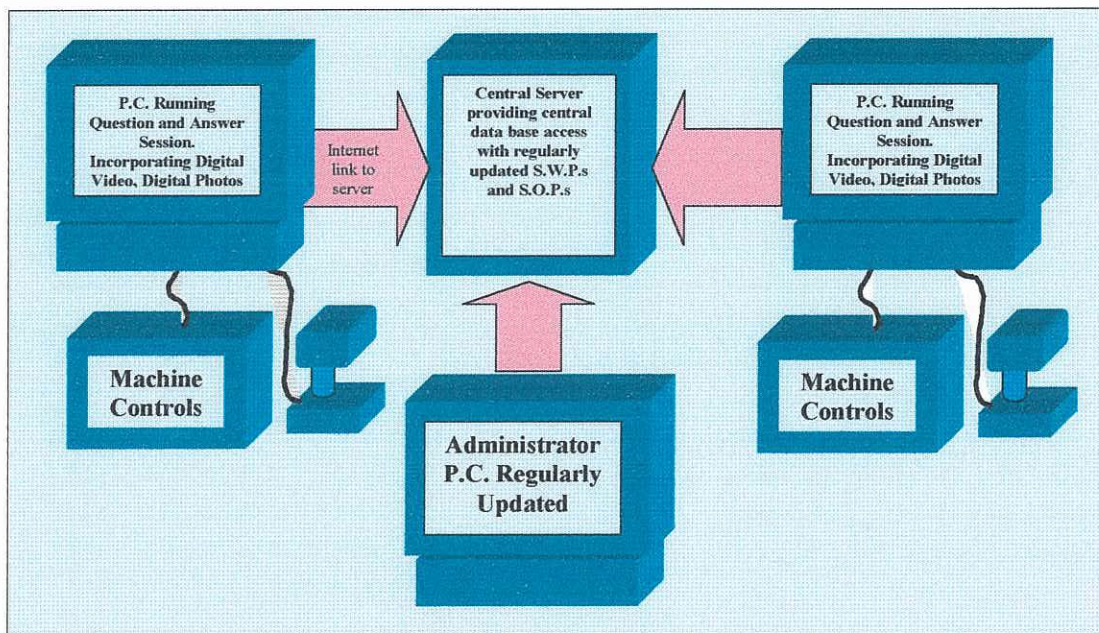 P.C. Running
Question and Answer
Session.
Incorporating Digital
Video, Digital Photos
Internet
link to
server
Central Server
providing central
data base access
with regularly
updated S.W.P.s
and S.O.P.s
P.C. Running
Question and Answer
Session.
Incorporating Digital
Video, Digital Photos
Machine
Controls
Administrator
P.C. Regularly
Updated
Machine
Controls